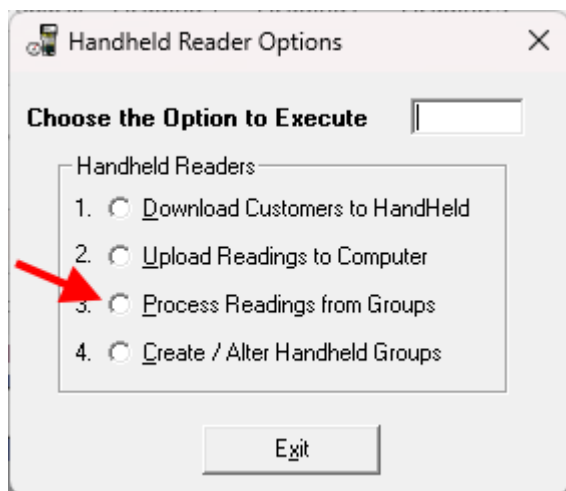 Handheld Reader Options
Choose the Option to Execute
Handheld Readers
1. Download Customers to HandHeld
2. Upload Readings to Computer
3. Process Readings from Groups
4. Create / Alter Handheld Groups
Exit